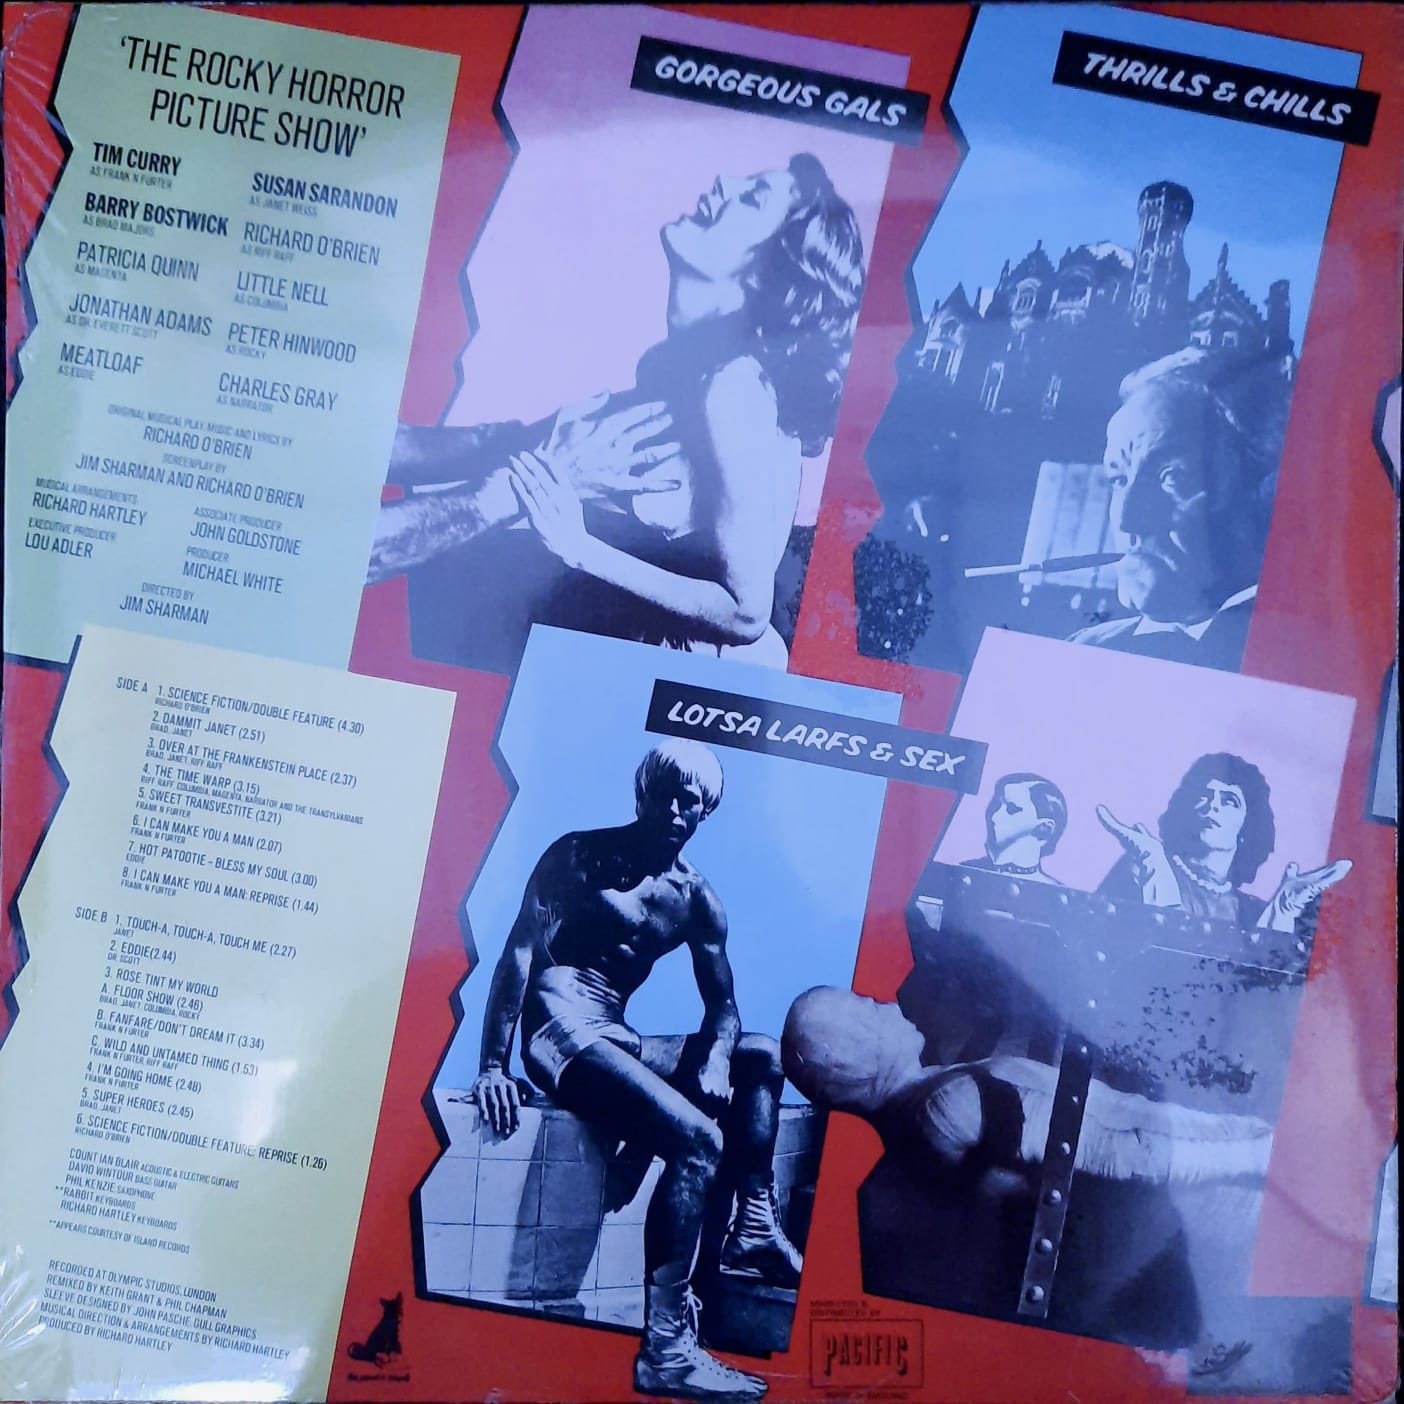 'THE ROCKY HORROR
PICTURE SHOW'
TIM CURRY
AS FRANK N FURTER
SUSAN SARANDON
AS JANET WEISS
BARRY BOSTWICK
AS BRAD MAJORS
RICHARD O'BRIEN
AS RIFF RAFF
PATRICIA QUINN
AS MAGENTA
LITTLE NELL
AS COLUMBIA
JONATHAN ADAMS
AS DR. EVERETT SCOTT
PETER HINWOOD
AS ROCKY
MEATLOAF
AS EDDIE
CHARLES GRAY
AS NARRATOR
ORIGINAL MUSICAL PLAY, MUSIC AND LYRICS BY
RICHARD O'BRIEN
SCREENPLAY BY
JIM SHARMAN AND RICHARD O'BRIEN
MUSICAL ARRANGEMENTS
RICHARD HARTLEY
ASSOCIATE PRODUCER
JOHN GOLDSTONE
EXECUTIVE PRODUCER
LOU ADLER
PRODUCER
MICHAEL WHITE
DIRECTED BY
JIM SHARMAN
GORGEOUS GALS
THRILLS & CHILLS
LOTSA LARFS & SEX
SIDE A 1. SCIENCE FICTION/DOUBLE FEATURE (4.30)
RICHARD O'BRIEN
2. DAMMIT JANET (2.51)
BRAD, JANET
3. OVER AT THE FRANKENSTEIN PLACE (2.37)
BRAD, JANET, RIFF RAFF
4. THE TIME WARP (3.15)
RIFF RAFF, COLUMBIA, MAGENTA, NARRATOR AND THE TRANSYLVANIANS
5. SWEET TRANSVESTITE (3.21)
FRANK N FURTER
6. I CAN MAKE YOU A MAN (2.07)
FRANK N FURTER
7. HOT PATOOTIE - BLESS MY SOUL (3.00)
EDDIE
8. I CAN MAKE YOU A MAN: REPRISE (1.44)
FRANK N FURTER
SIDE B 1. TOUCH-A, TOUCH-A, TOUCH ME (2.27)
JANET
2. EDDIE(2.44)
DR. SCOTT
3. ROSE TINT MY WORLD
A. FLOOR SHOW (2.46)
BRAD, JANET, COLUMBIA, ROCKY
B. FANFARE/DON'T DREAM IT (3.34)
FRANK N FURTER
C. WILD AND UNTAMED THING (1.53)
FRANK N FURTER, RIFF RAFF
4. I'M GOING HOME (2.48)
FRANK N FURTER
5. SUPER HEROES (2.45)
BRAD, JANET
6. SCIENCE FICTION/DOUBLE FEATURE: REPRISE (1.26)
RICHARD O'BRIEN
COUNT IAN BLAIR ACOUSTIC & ELECTRIC GUITARS
DAVID WINTOUR BASS GUITAR
PHIL KENZIE SAXOPHONE
**RABBIT KEYBOARDS
RICHARD HARTLEY KEYBOARDS
**APPEARS COURTESY OF ISLAND RECORDS
RECORDED AT OLYMPIC STUDIOS, LONDON
REMIXED BY KEITH GRANT & PHIL CHAPMAN
SLEEVE DESIGNED BY JOHN PASCHE: GULL GRAPHICS
MUSICAL DIRECTION & ARRANGEMENTS BY RICHARD HARTLEY
PRODUCED BY RICHARD HARTLEY
MARKETED &
DISTRIBUTED BY
PACIFIC
MADE IN ENGLAND